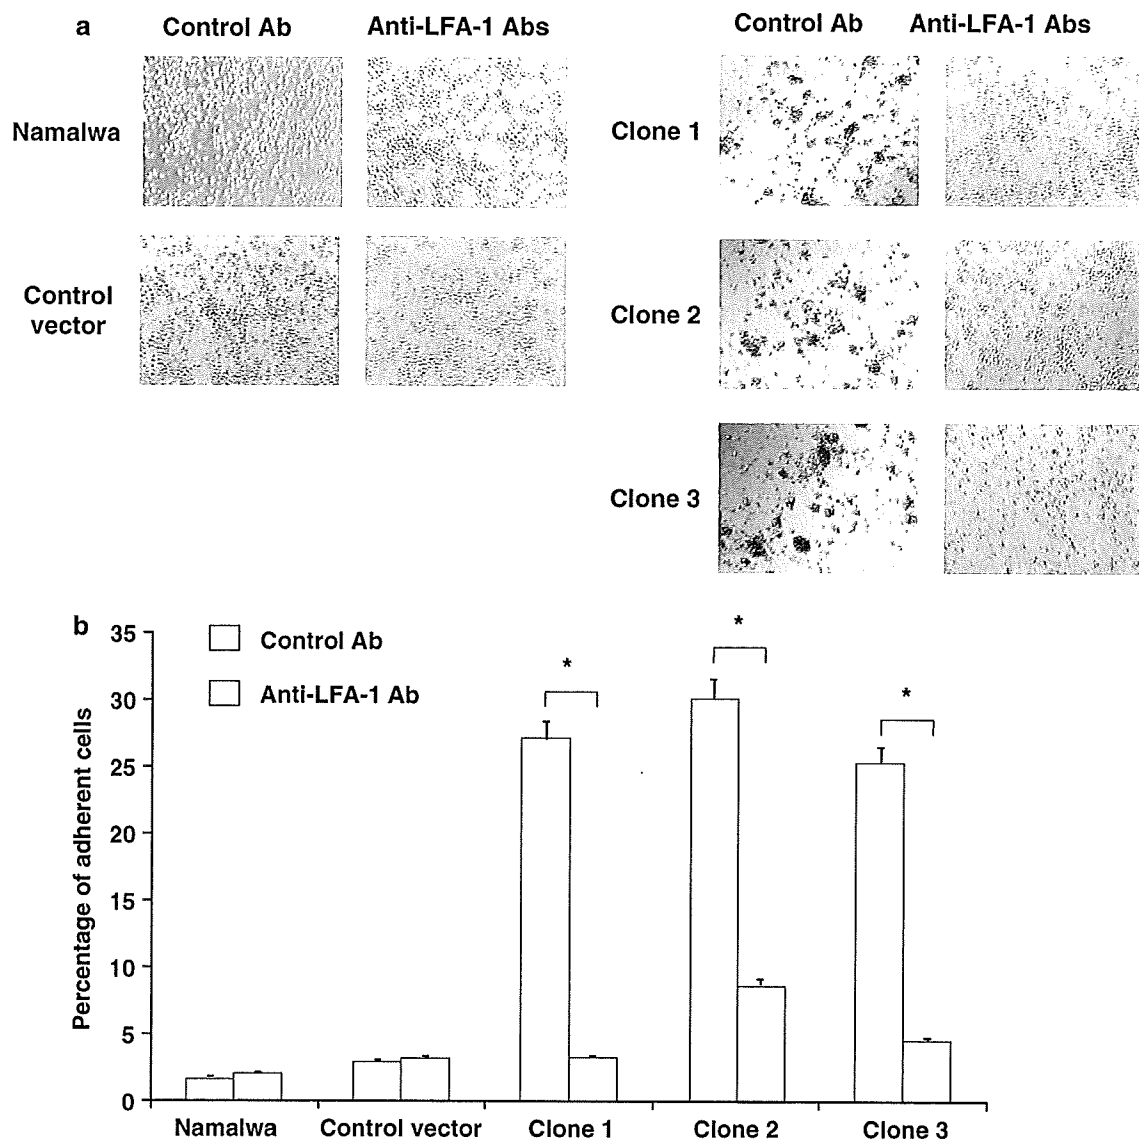 a
Control Ab
Anti-LFA-1 Abs
Control Ab
Anti-LFA-1 Abs
Namalwa
Clone 1
Control
vector
Clone 2
Clone 3
b
Control Ab
Anti-LFA-1 Ab
Percentage of adherent cells
35
30
25
20
15
10
5
0
*
*
*
Namalwa
Control vector
Clone 1
Clone 2
Clone 3